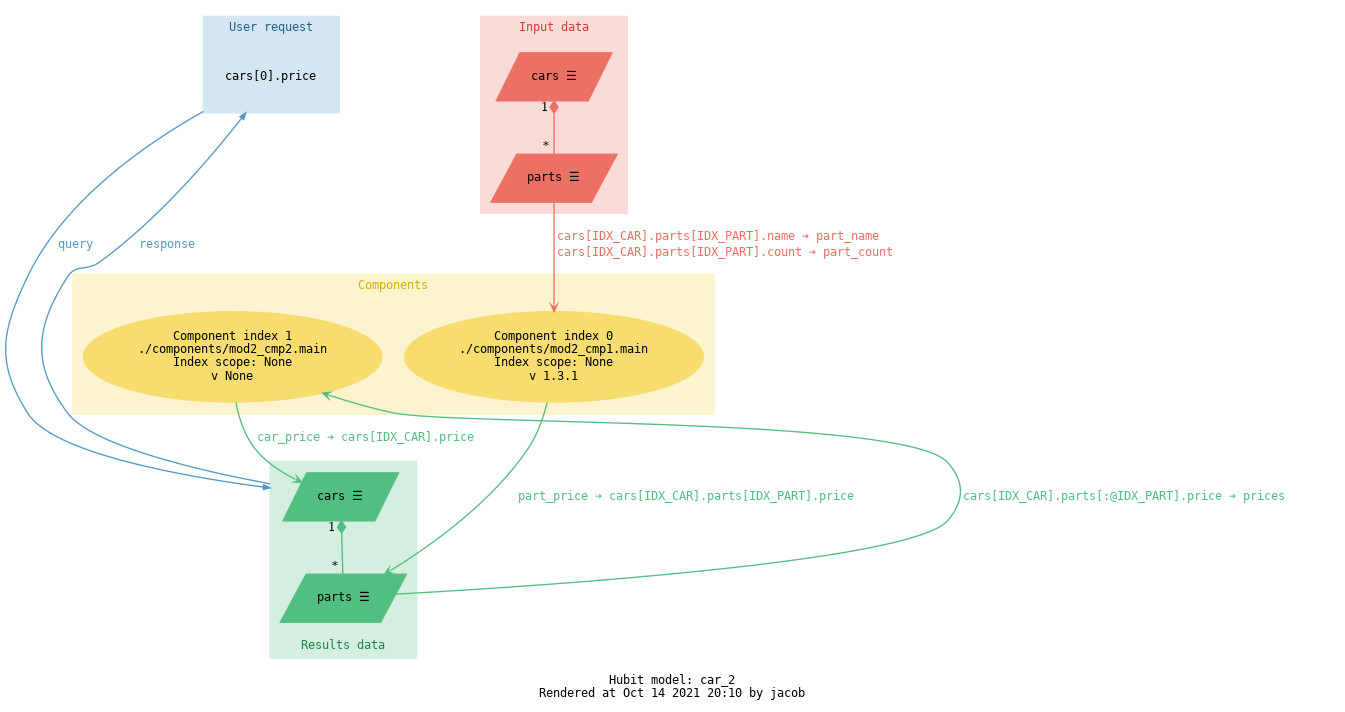 User request
cars[0].price
Input data
cars ☰
1
*
parts ☰
cars[IDX_CAR].parts[IDX_PART].name ➔ part_name
cars[IDX_CAR].parts[IDX_PART].count ➔ part_count
query
response
Components
Component index 1
./components/mod2_cmp2.main
Index scope: None
v None
Component index 0
./components/mod2_cmp1.main
Index scope: None
v 1.3.1
car_price ➔ cars[IDX_CAR].price
part_price ➔ cars[IDX_CAR].parts[IDX_PART].price
cars[IDX_CAR].parts[:@IDX_PART].price ➔ prices
cars ☰
1
*
parts ☰
Results data
Hubit model: car_2
Rendered at Oct 14 2021 20:10 by jacob